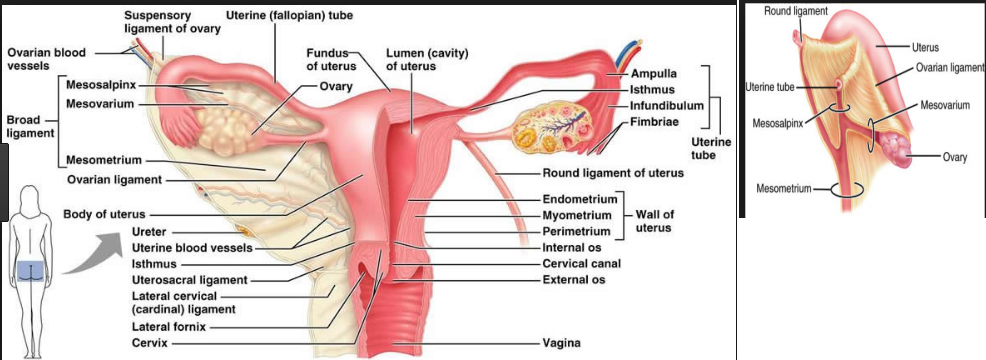 Suspensory
ligament of ovary
Uterine (fallopian) tube
Ovarian blood
vessels
Fundus
of uterus
Lumen (cavity)
of uterus
Mesosalpinx
Mesovarium
Broad
ligament
Ovary
Ampulla
Isthmus
Infundibulum
Fimbriae
Uterine
tube
Mesometrium
Ovarian ligament
Round ligament of uterus
Body of uterus
Ureter
Uterine blood vessels
Isthmus
Uterosacral ligament
Lateral cervical
(cardinal) ligament
Lateral fornix
Cervix
Endometrium
Myometrium
Perimetrium
Wall of
uterus
Internal os
Cervical canal
External os
Vagina
Round ligament
Uterus
Ovarian ligament
Uterine tube
Mesovarium
Mesosalpinx
Ovary
Mesometrium